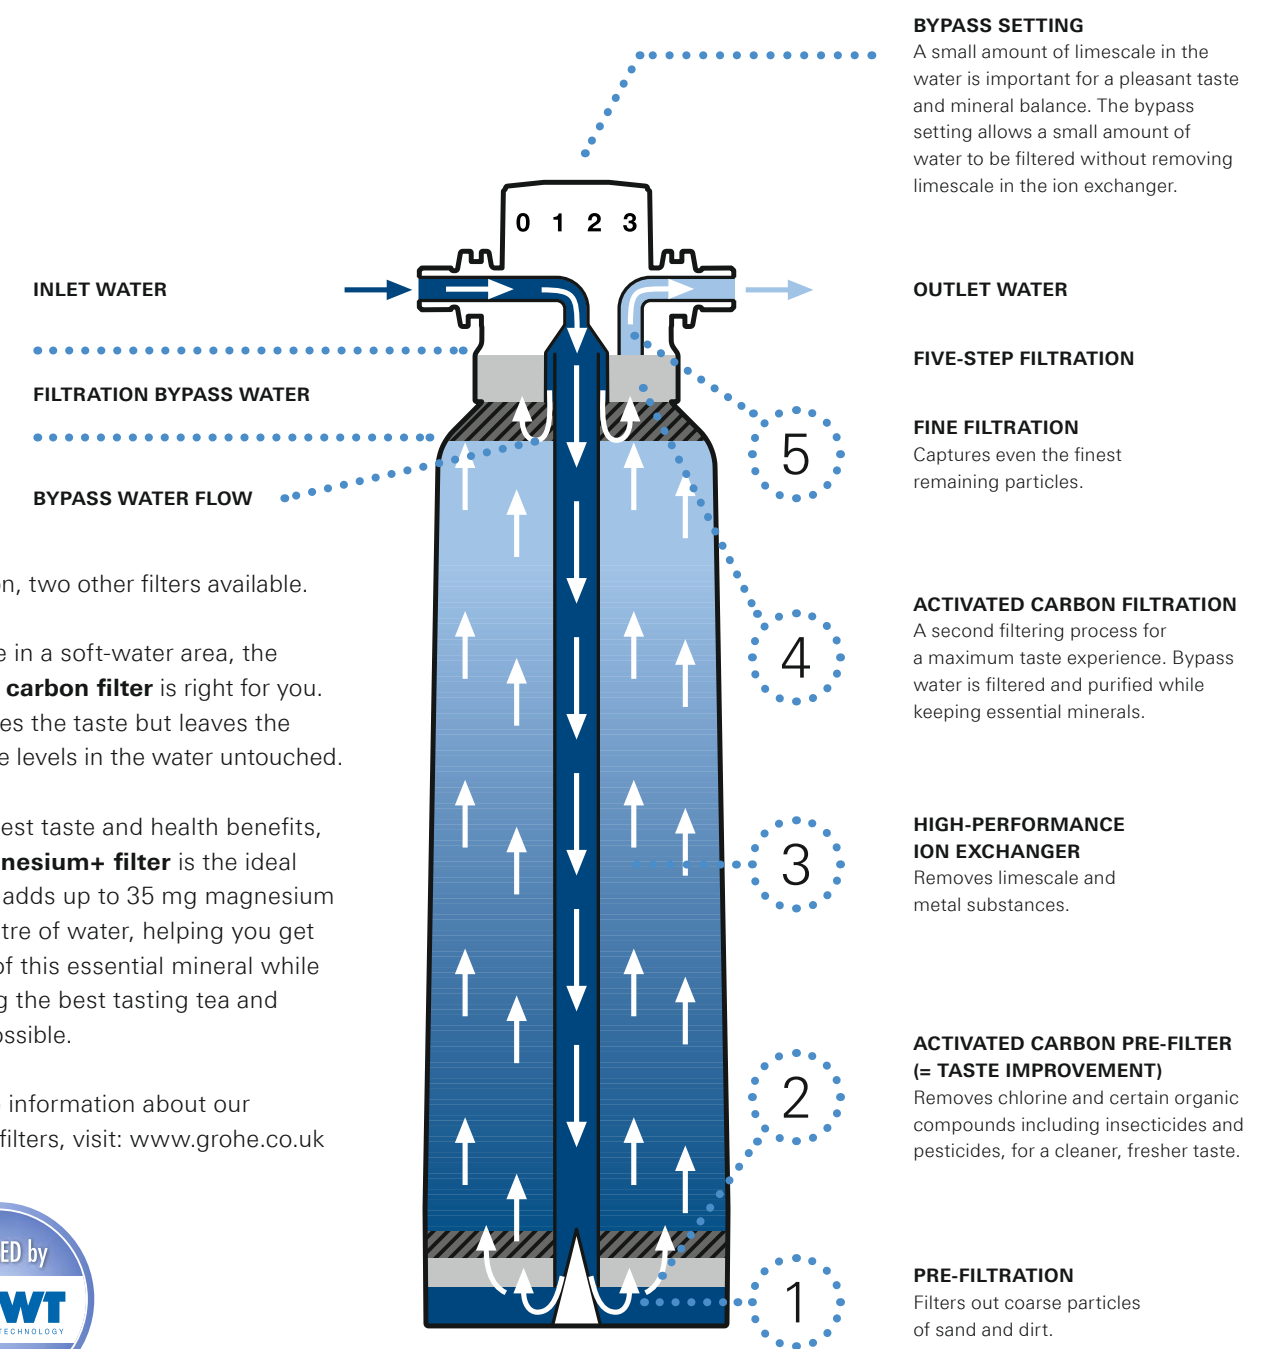 BYPASS SETTING
A small amount of limescale in the
water is important for a pleasant taste
and mineral balance. The bypass
setting allows a small amount of
water to be filtered without removing
limescale in the ion exchanger.
0 1 2 3
INLET WATER
OUTLET WATER
FIVE-STEP FILTRATION
FILTRATION BYPASS WATER
BYPASS WATER FLOW
5
FINE FILTRATION
Captures even the finest
remaining particles.
4
ACTIVATED CARBON FILTRATION
A second filtering process for
a maximum taste experience. Bypass
water is filtered and purified while
keeping essential minerals.
3
HIGH-PERFORMANCE
ION EXCHANGER
Removes limescale and
metal substances.
2
ACTIVATED CARBON PRE-FILTER
(= TASTE IMPROVEMENT)
Removes chlorine and certain organic
compounds including insecticides and
pesticides, for a cleaner, fresher taste.
1
PRE-FILTRATION
Filters out coarse particles
of sand and dirt.
on, two other filters available.
e in a soft-water area, the
carbon filter is right for you.
es the taste but leaves the
e levels in the water untouched.
est taste and health benefits,
nesium+ filter is the ideal
adds up to 35 mg magnesium
tre of water, helping you get
of this essential mineral while
g the best tasting tea and
ossible.
information about our
filters, visit: www.grohe.co.uk
ED by
WT
TECHNOLOGY